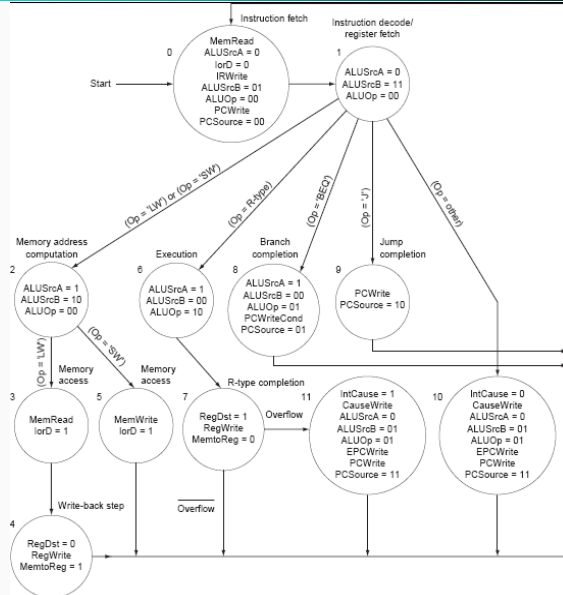 Instruction fetch
0
MemRead
ALUSrcA = 0
IorD = 0
IRWrite
ALUSrcB = 01
ALUOp = 00
PCWrite
PCSource = 00
Start
Instruction decode/
register fetch
1
ALUSrcA = 0
ALUSrcB = 11
ALUOp = 00
(Op = 'LW') or (Op = 'SW')
(Op = R-type)
(Op = 'BEQ')
(Op = 'J')
(Op = other)
Memory address
computation
2
ALUSrcA = 1
ALUSrcB = 10
ALUOp = 00
Execution
6
ALUSrcA = 1
ALUSrcB = 00
ALUOp = 10
Branch
completion
8
ALUSrcA = 1
ALUSrcB = 00
ALUOp = 01
PCWriteCond
PCSource = 01
Jump
completion
9
PCWrite
PCSource = 10
(Op = 'LW')
(Op = 'SW')
Memory
access
3
MemRead
IorD = 1
Memory
access
5
MemWrite
IorD = 1
R-type completion
7
RegDst = 1
RegWrite
MemtoReg = 0
Overflow
Overflow
11
IntCause = 1
CauseWrite
ALUSrcA = 0
ALUSrcB = 01
ALUOp = 01
EPCWrite
PCWrite
PCSource = 11
10
IntCause = 0
CauseWrite
ALUSrcA = 0
ALUSrcB = 01
ALUOp = 01
EPCWrite
PCWrite
PCSource = 11
Write-back step
4
RegDst = 0
RegWrite
MemtoReg = 1